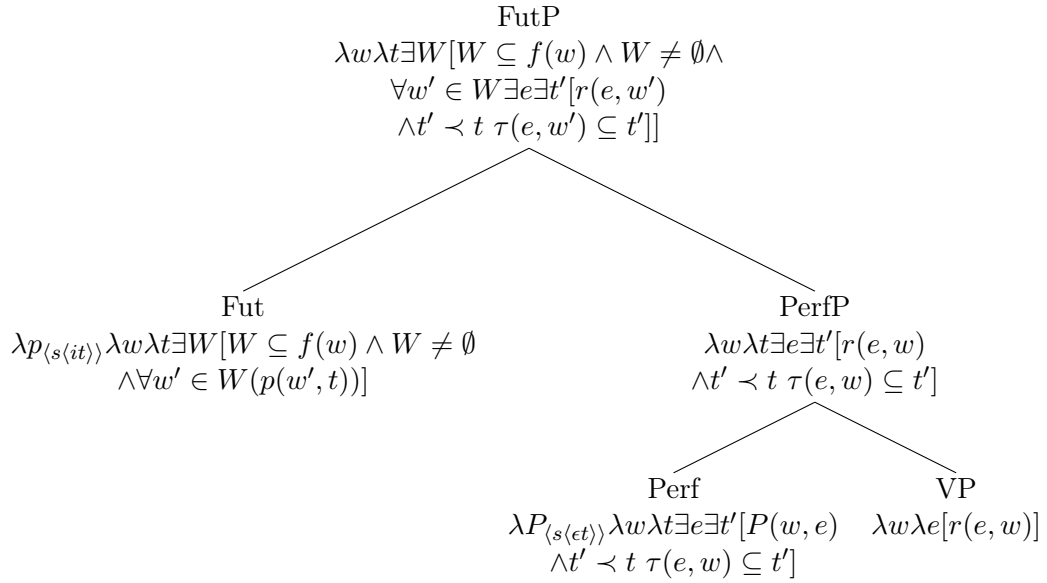 FutP
λwλt∃W[W ⊆ f(w) ∧ W ≠ ∅∧
∀w′ ∈ W∃e∃t′[r(e, w′)
∧t′ ≺ t τ(e, w′) ⊆ t′]]
Fut
λp⟨s⟨it⟩⟩λwλt∃W[W ⊆ f(w) ∧ W ≠ ∅
∧∀w′ ∈ W(p(w′, t))]
PerfP
λwλt∃e∃t′[r(e, w)
∧t′ ≺ t τ(e, w) ⊆ t′]
Perf
λP⟨s⟨ϵt⟩⟩λwλt∃e∃t′[P(w, e)
∧t′ ≺ t τ(e, w) ⊆ t′]
VP
λwλe[r(e, w)]